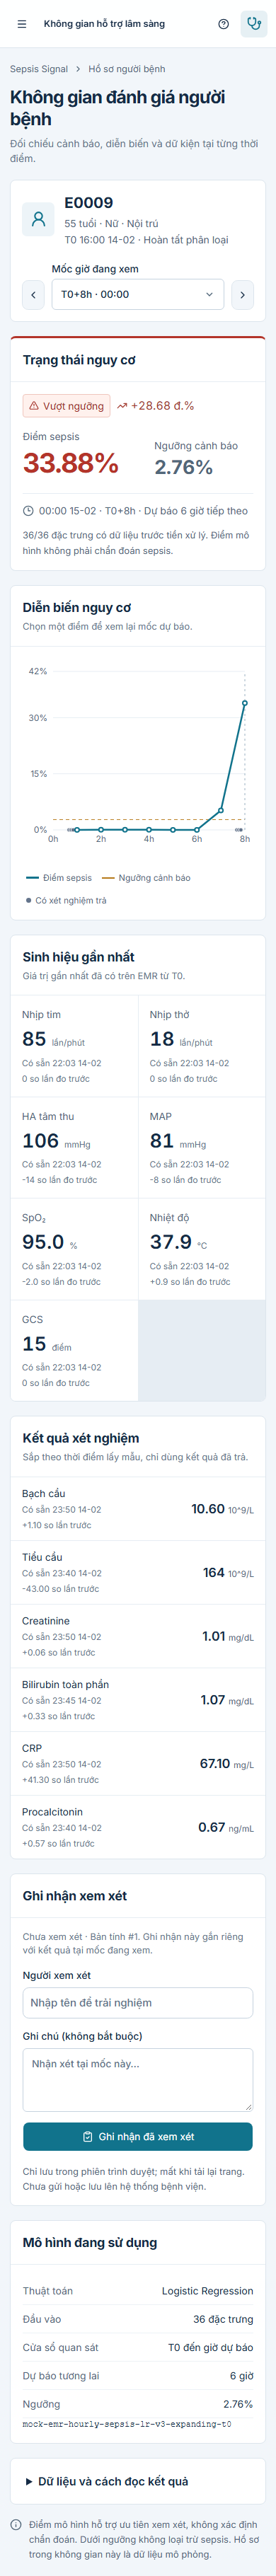 Không gian hỗ trợ lâm sàng
Sepsis Signal > Hồ sơ người bệnh
Không gian đánh giá người
bệnh
Đối chiếu cảnh báo, diễn biến và dữ kiện tại từng thời
điểm.
E0009
55 tuổi · Nữ · Nội trú
T0 16:00 14-02 · Hoàn tất phân loại
Mốc giờ đang xem
T0+8h · 00:00
Trạng thái nguy cơ
Vượt ngưỡng +28.68 đ.%
Điểm sepsis
Ngưỡng cảnh báo
33.88%
2.76%
00:00 15-02 · T0+8h · Dự báo 6 giờ tiếp theo
36/36 đặc trưng có dữ liệu trước tiền xử lý. Điểm mô
hình không phải chẩn đoán sepsis.
Diễn biến nguy cơ
Chọn một điểm để xem lại mốc dự báo.
42%
30%
15%
0%
0h 2h 4h 6h 8h
Điểm sepsis Ngưỡng cảnh báo
Có xét nghiệm trả
Sinh hiệu gần nhất
Giá trị gần nhất đã có trên EMR từ T0.
Nhịp tim
85 lần/phút
Có sẵn 22:03 14-02
0 so lần đo trước
Nhịp thở
18 lần/phút
Có sẵn 22:03 14-02
0 so lần đo trước
HA tâm thu
106 mmHg
Có sẵn 22:03 14-02
-14 so lần đo trước
MAP
81 mmHg
Có sẵn 22:03 14-02
-8 so lần đo trước
SpO₂
95.0 %
Có sẵn 22:03 14-02
-2.0 so lần đo trước
Nhiệt độ
37.9 °C
Có sẵn 22:03 14-02
+0.9 so lần đo trước
GCS
15 điểm
Có sẵn 22:03 14-02
0 so lần đo trước
Kết quả xét nghiệm
Sắp theo thời điểm lấy mẫu, chỉ dùng kết quả đã trả.
Bạch cầu
Có sẵn 23:50 14-02
+1.10 so lần trước
10.60 10^9/L
Tiểu cầu
Có sẵn 23:40 14-02
-43.00 so lần trước
164 10^9/L
Creatinine
Có sẵn 23:50 14-02
+0.06 so lần trước
1.01 mg/dL
Bilirubin toàn phần
Có sẵn 23:45 14-02
+0.33 so lần trước
1.07 mg/dL
CRP
Có sẵn 23:50 14-02
+41.30 so lần trước
67.10 mg/L
Procalcitonin
Có sẵn 23:40 14-02
+0.57 so lần trước
0.67 ng/mL
Ghi nhận xem xét
Chưa xem xét · Bản tính #1. Ghi nhận này gắn riêng
với kết quả tại mốc đang xem.
Người xem xét
Nhập tên để trải nghiệm
Ghi chú (không bắt buộc)
Nhận xét tại mốc này...
Ghi nhận đã xem xét
Chỉ lưu trong phiên trình duyệt; mất khi tải lại trang.
Chưa gửi hoặc lưu lên hệ thống bệnh viện.
Mô hình đang sử dụng
Thuật toán Logistic Regression
Đầu vào 36 đặc trưng
Cửa sổ quan sát T0 đến giờ dự báo
Dự báo tương lai 6 giờ
Ngưỡng 2.76%
mock-emr-hourly-sepsis-lr-v3-expanding-t0
Dữ liệu và cách đọc kết quả
Điểm mô hình hỗ trợ ưu tiên xem xét, không xác định
chẩn đoán. Dưới ngưỡng không loại trừ sepsis. Hồ sơ
trong không gian này là dữ liệu mô phỏng.